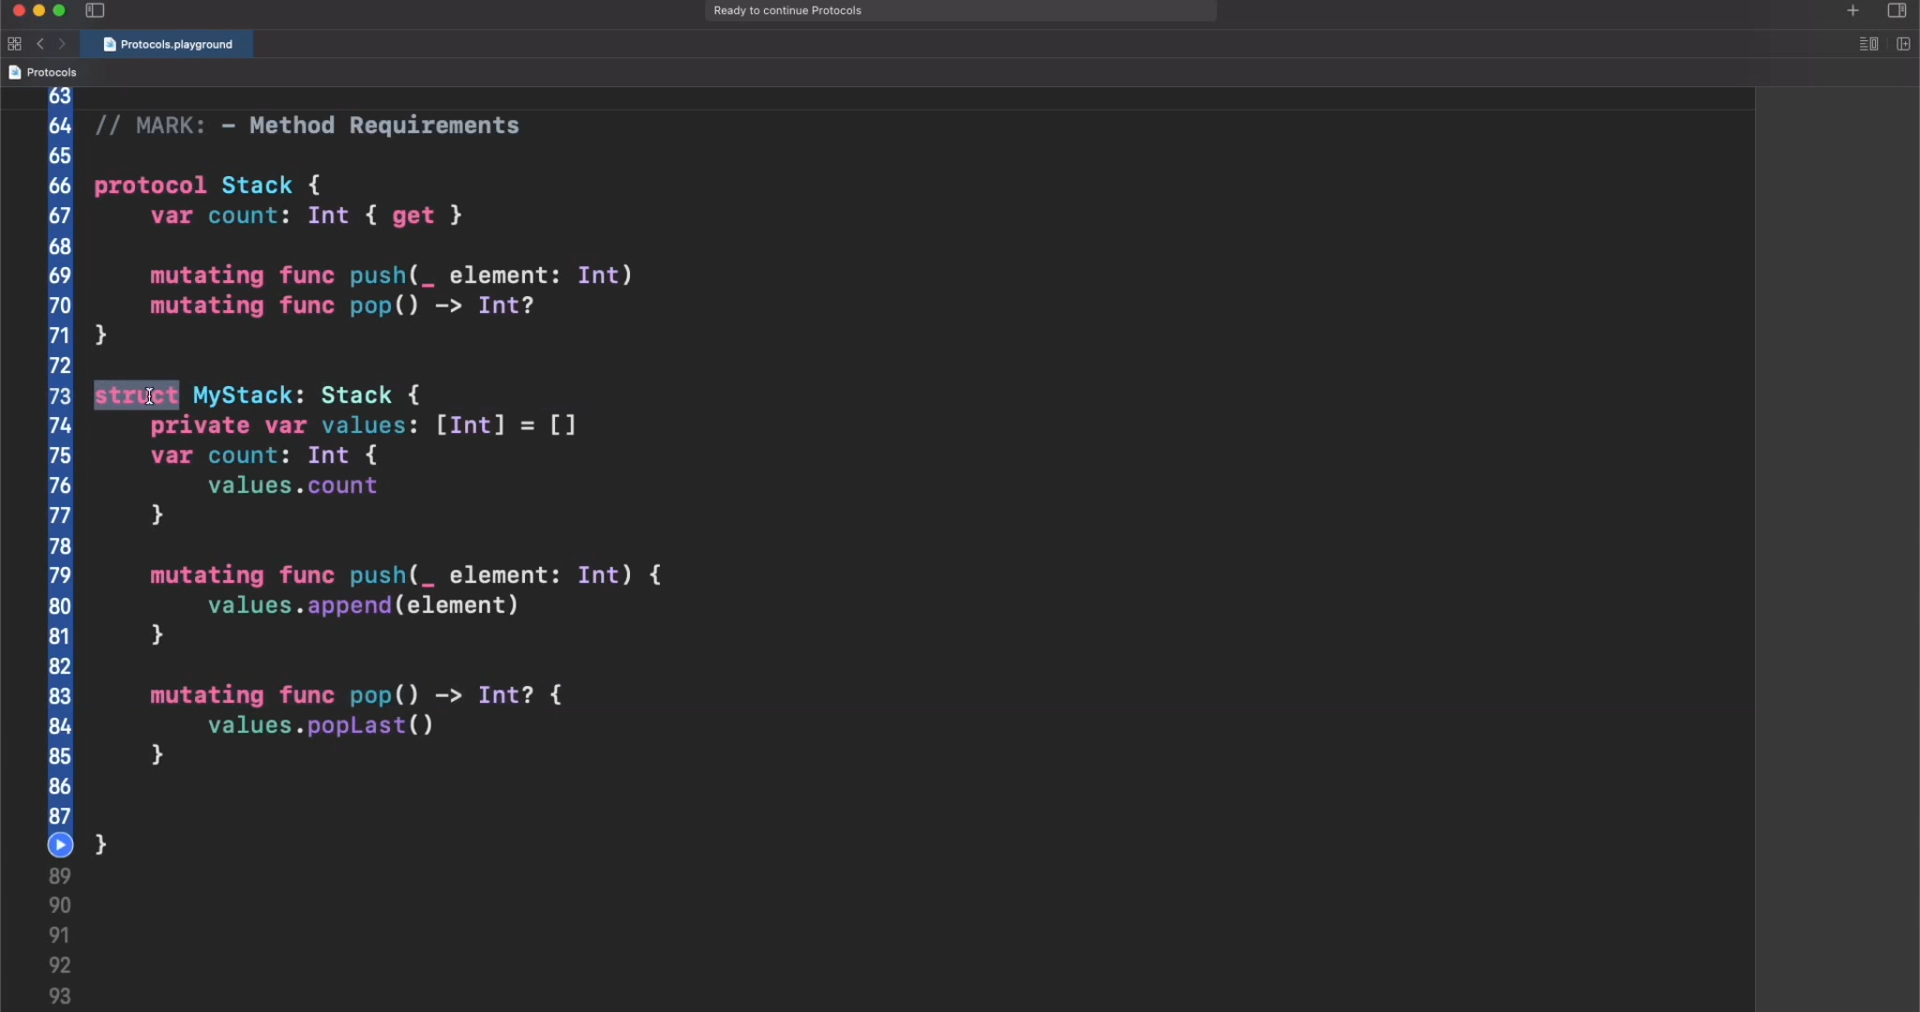 Ready to continue Protocols
Protocols.playground
Protocols
63
64 // MARK: - Method Requirements
65
66 protocol Stack {
67     var count: Int { get }
68
69     mutating func push(_ element: Int)
70     mutating func pop() -> Int?
71 }
72
73 struct MyStack: Stack {
74     private var values: [Int] = []
75     var count: Int {
76         values.count
77     }
78
79     mutating func push(_ element: Int) {
80         values.append(element)
81     }
82
83     mutating func pop() -> Int? {
84         values.popLast()
85     }
86
87
}
89
90
91
92
93